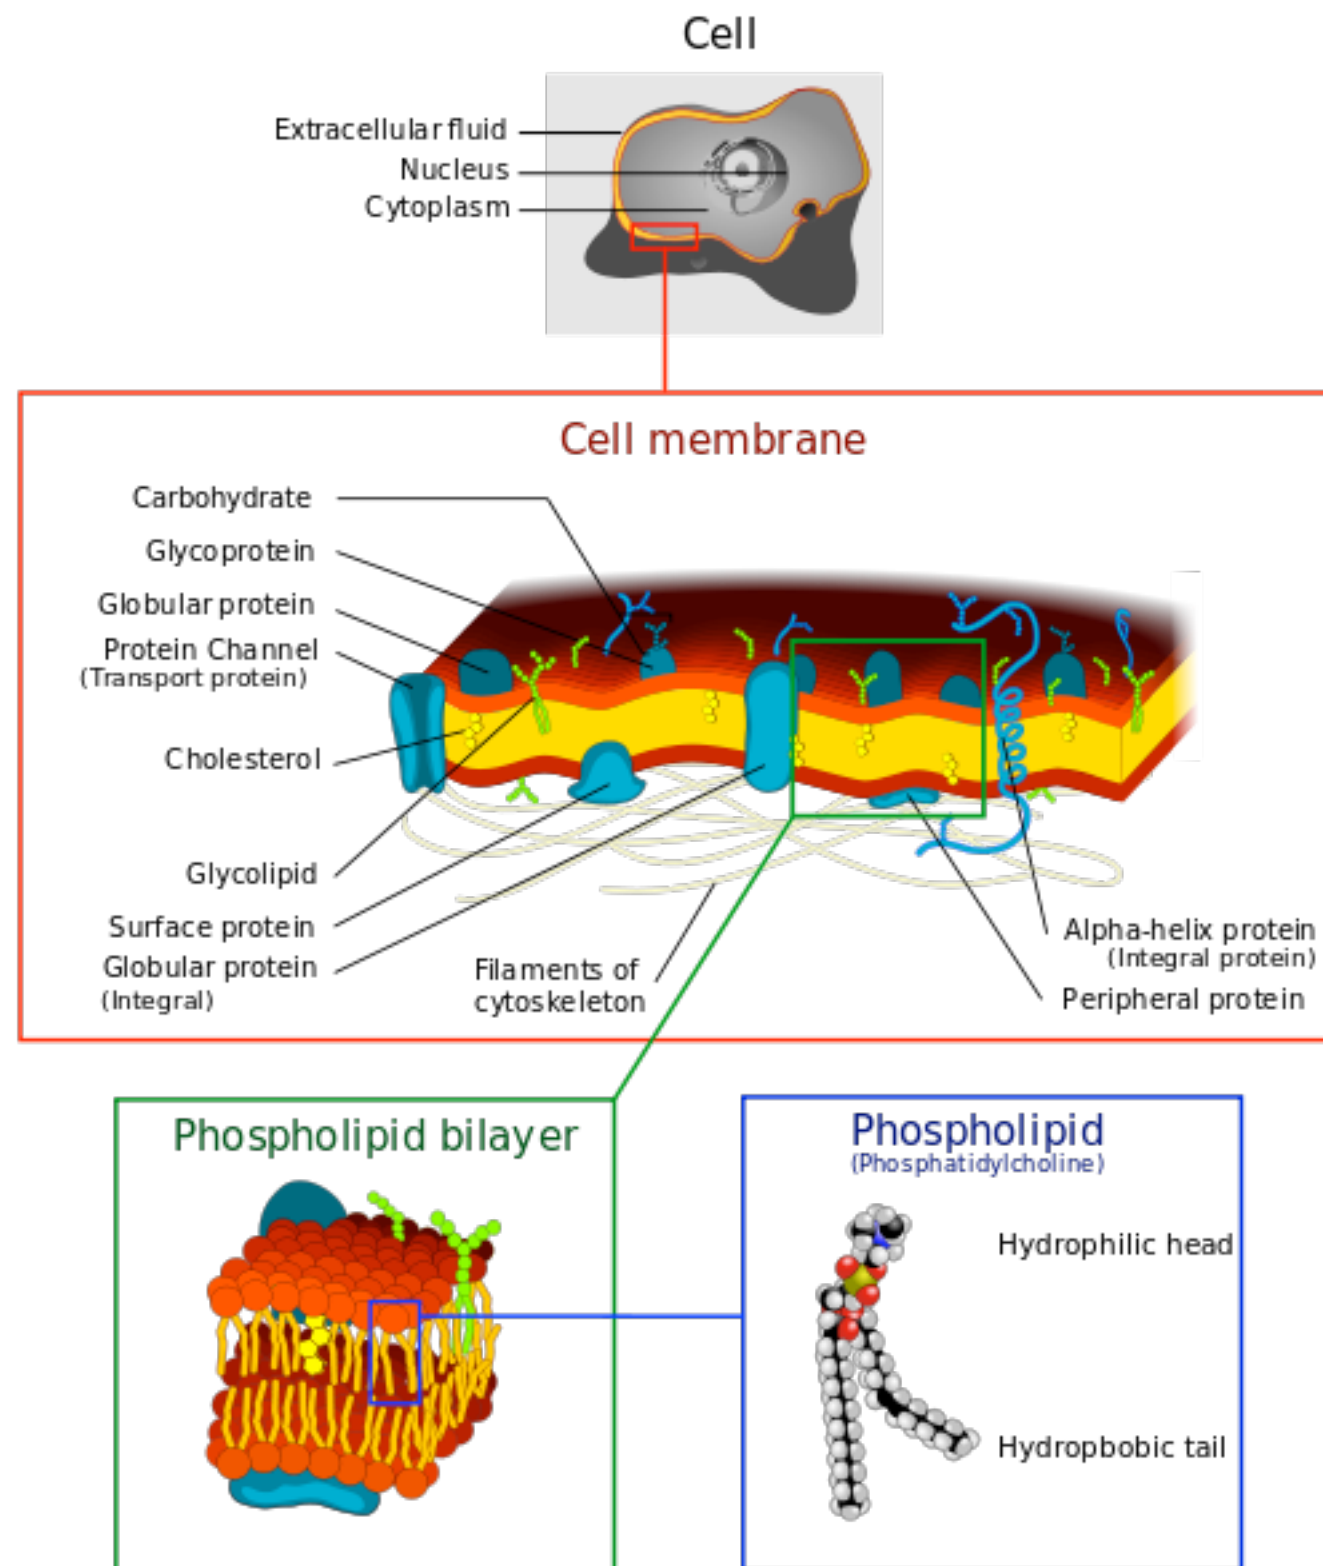 Cell
Extracellular fluid
Nucleus
Cytoplasm
Cell membrane
Carbohydrate
Glycoprotein
Globular protein
Protein Channel
(Transport protein)
Cholesterol
Glycolipid
Surface protein
Globular protein
(Integral)
Filaments of
cytoskeleton
Alpha-helix protein
(Integral protein)
Peripheral protein
Phospholipid bilayer
Phospholipid
(Phosphatidylcholine)
Hydrophilic head
Hydropbobic tail